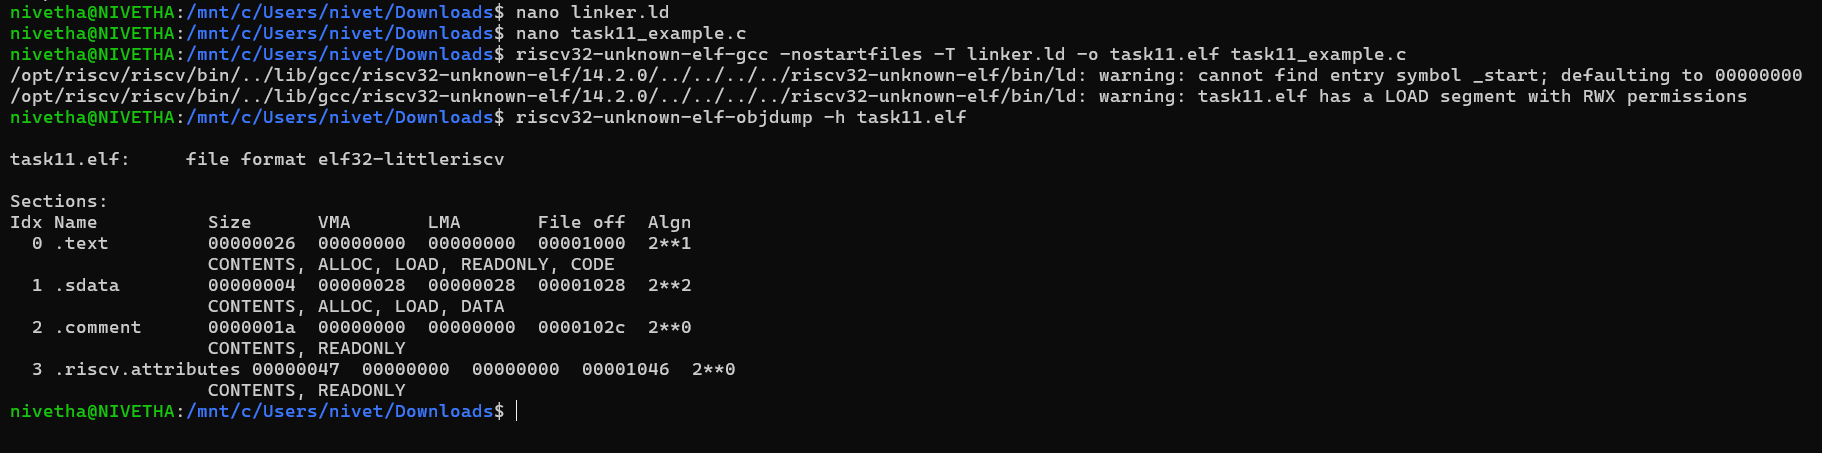 nivetha@NIVETHA:/mnt/c/Users/nivet/Downloads$ nano linker.ld
nivetha@NIVETHA:/mnt/c/Users/nivet/Downloads$ nano task11_example.c
nivetha@NIVETHA:/mnt/c/Users/nivet/Downloads$ riscv32-unknown-elf-gcc -nostartfiles -T linker.ld -o task11.elf task11_example.c
/opt/riscv/riscv/bin/../lib/gcc/riscv32-unknown-elf/14.2.0/../../../../riscv32-unknown-elf/bin/ld: warning: cannot find entry symbol _start; defaulting to 00000000
/opt/riscv/riscv/bin/../lib/gcc/riscv32-unknown-elf/14.2.0/../../../../riscv32-unknown-elf/bin/ld: warning: task11.elf has a LOAD segment with RWX permissions
nivetha@NIVETHA:/mnt/c/Users/nivet/Downloads$ riscv32-unknown-elf-objdump -h task11.elf
task11.elf:     file format elf32-littleriscv
Sections:
Idx Name          Size      VMA       LMA       File off  Algn
  0 .text         00000026  00000000  00000000  00001000  2**1
                  CONTENTS, ALLOC, LOAD, READONLY, CODE
  1 .sdata        00000004  00000028  00000028  00001028  2**2
                  CONTENTS, ALLOC, LOAD, DATA
  2 .comment      0000001a  00000000  00000000  0000102c  2**0
                  CONTENTS, READONLY
  3 .riscv.attributes 00000047  00000000  00000000  00001046  2**0
                  CONTENTS, READONLY
nivetha@NIVETHA:/mnt/c/Users/nivet/Downloads$